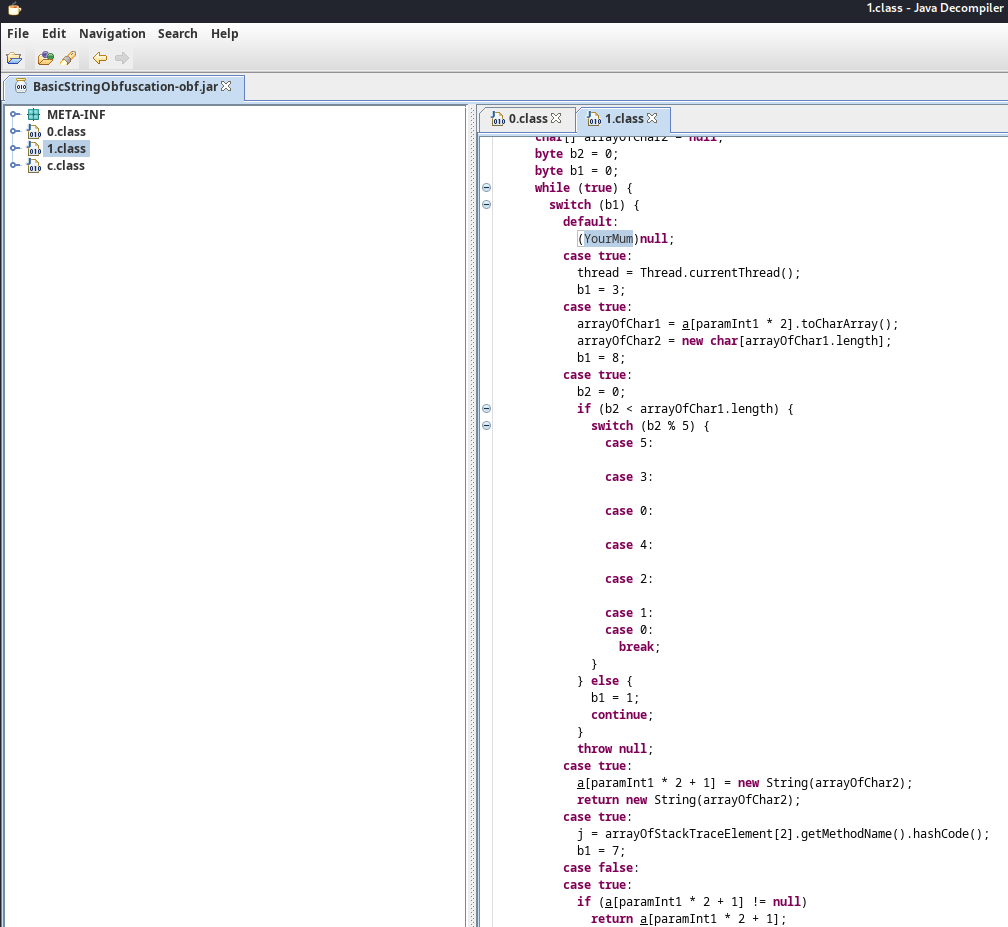 1.class - Java Decompiler
File Edit Navigation Search Help
BasicStringObfuscation-obf.jar
META-INF
0.class
1.class
c.class
0.class 1.class
char[] arrayOfChar2 = null;
byte b2 = 0;
byte b1 = 0;
while (true) {
switch (b1) {
default:
(YourMum)null;
case true:
thread = Thread.currentThread();
b1 = 3;
case true:
arrayOfChar1 = a[paramInt1 * 2].toCharArray();
arrayOfChar2 = new char[arrayOfChar1.length];
b1 = 8;
case true:
b2 = 0;
if (b2 < arrayOfChar1.length) {
switch (b2 % 5) {
case 5:
case 3:
case 0:
case 4:
case 2:
case 1:
case 0:
break;
}
} else {
b1 = 1;
continue;
}
throw null;
case true:
a[paramInt1 * 2 + 1] = new String(arrayOfChar2);
return new String(arrayOfChar2);
case true:
j = arrayOfStackTraceElement[2].getMethodName().hashCode();
b1 = 7;
case false:
case true:
if (a[paramInt1 * 2 + 1] != null)
return a[paramInt1 * 2 + 1];